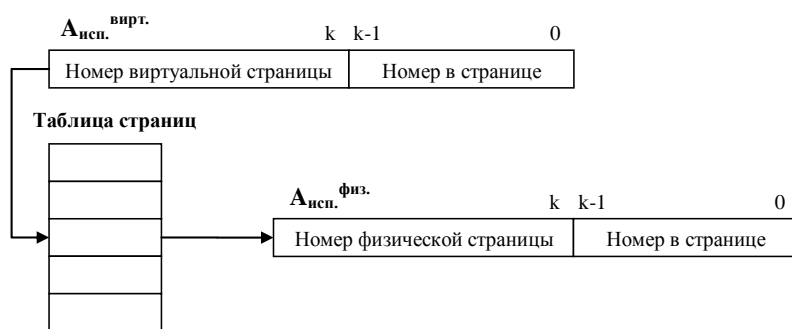 Aисп.вирт. k k-1 0
Номер виртуальной страницы Номер в странице
Таблица страниц
Aисп.физ. k k-1 0
Номер физической страницы Номер в странице